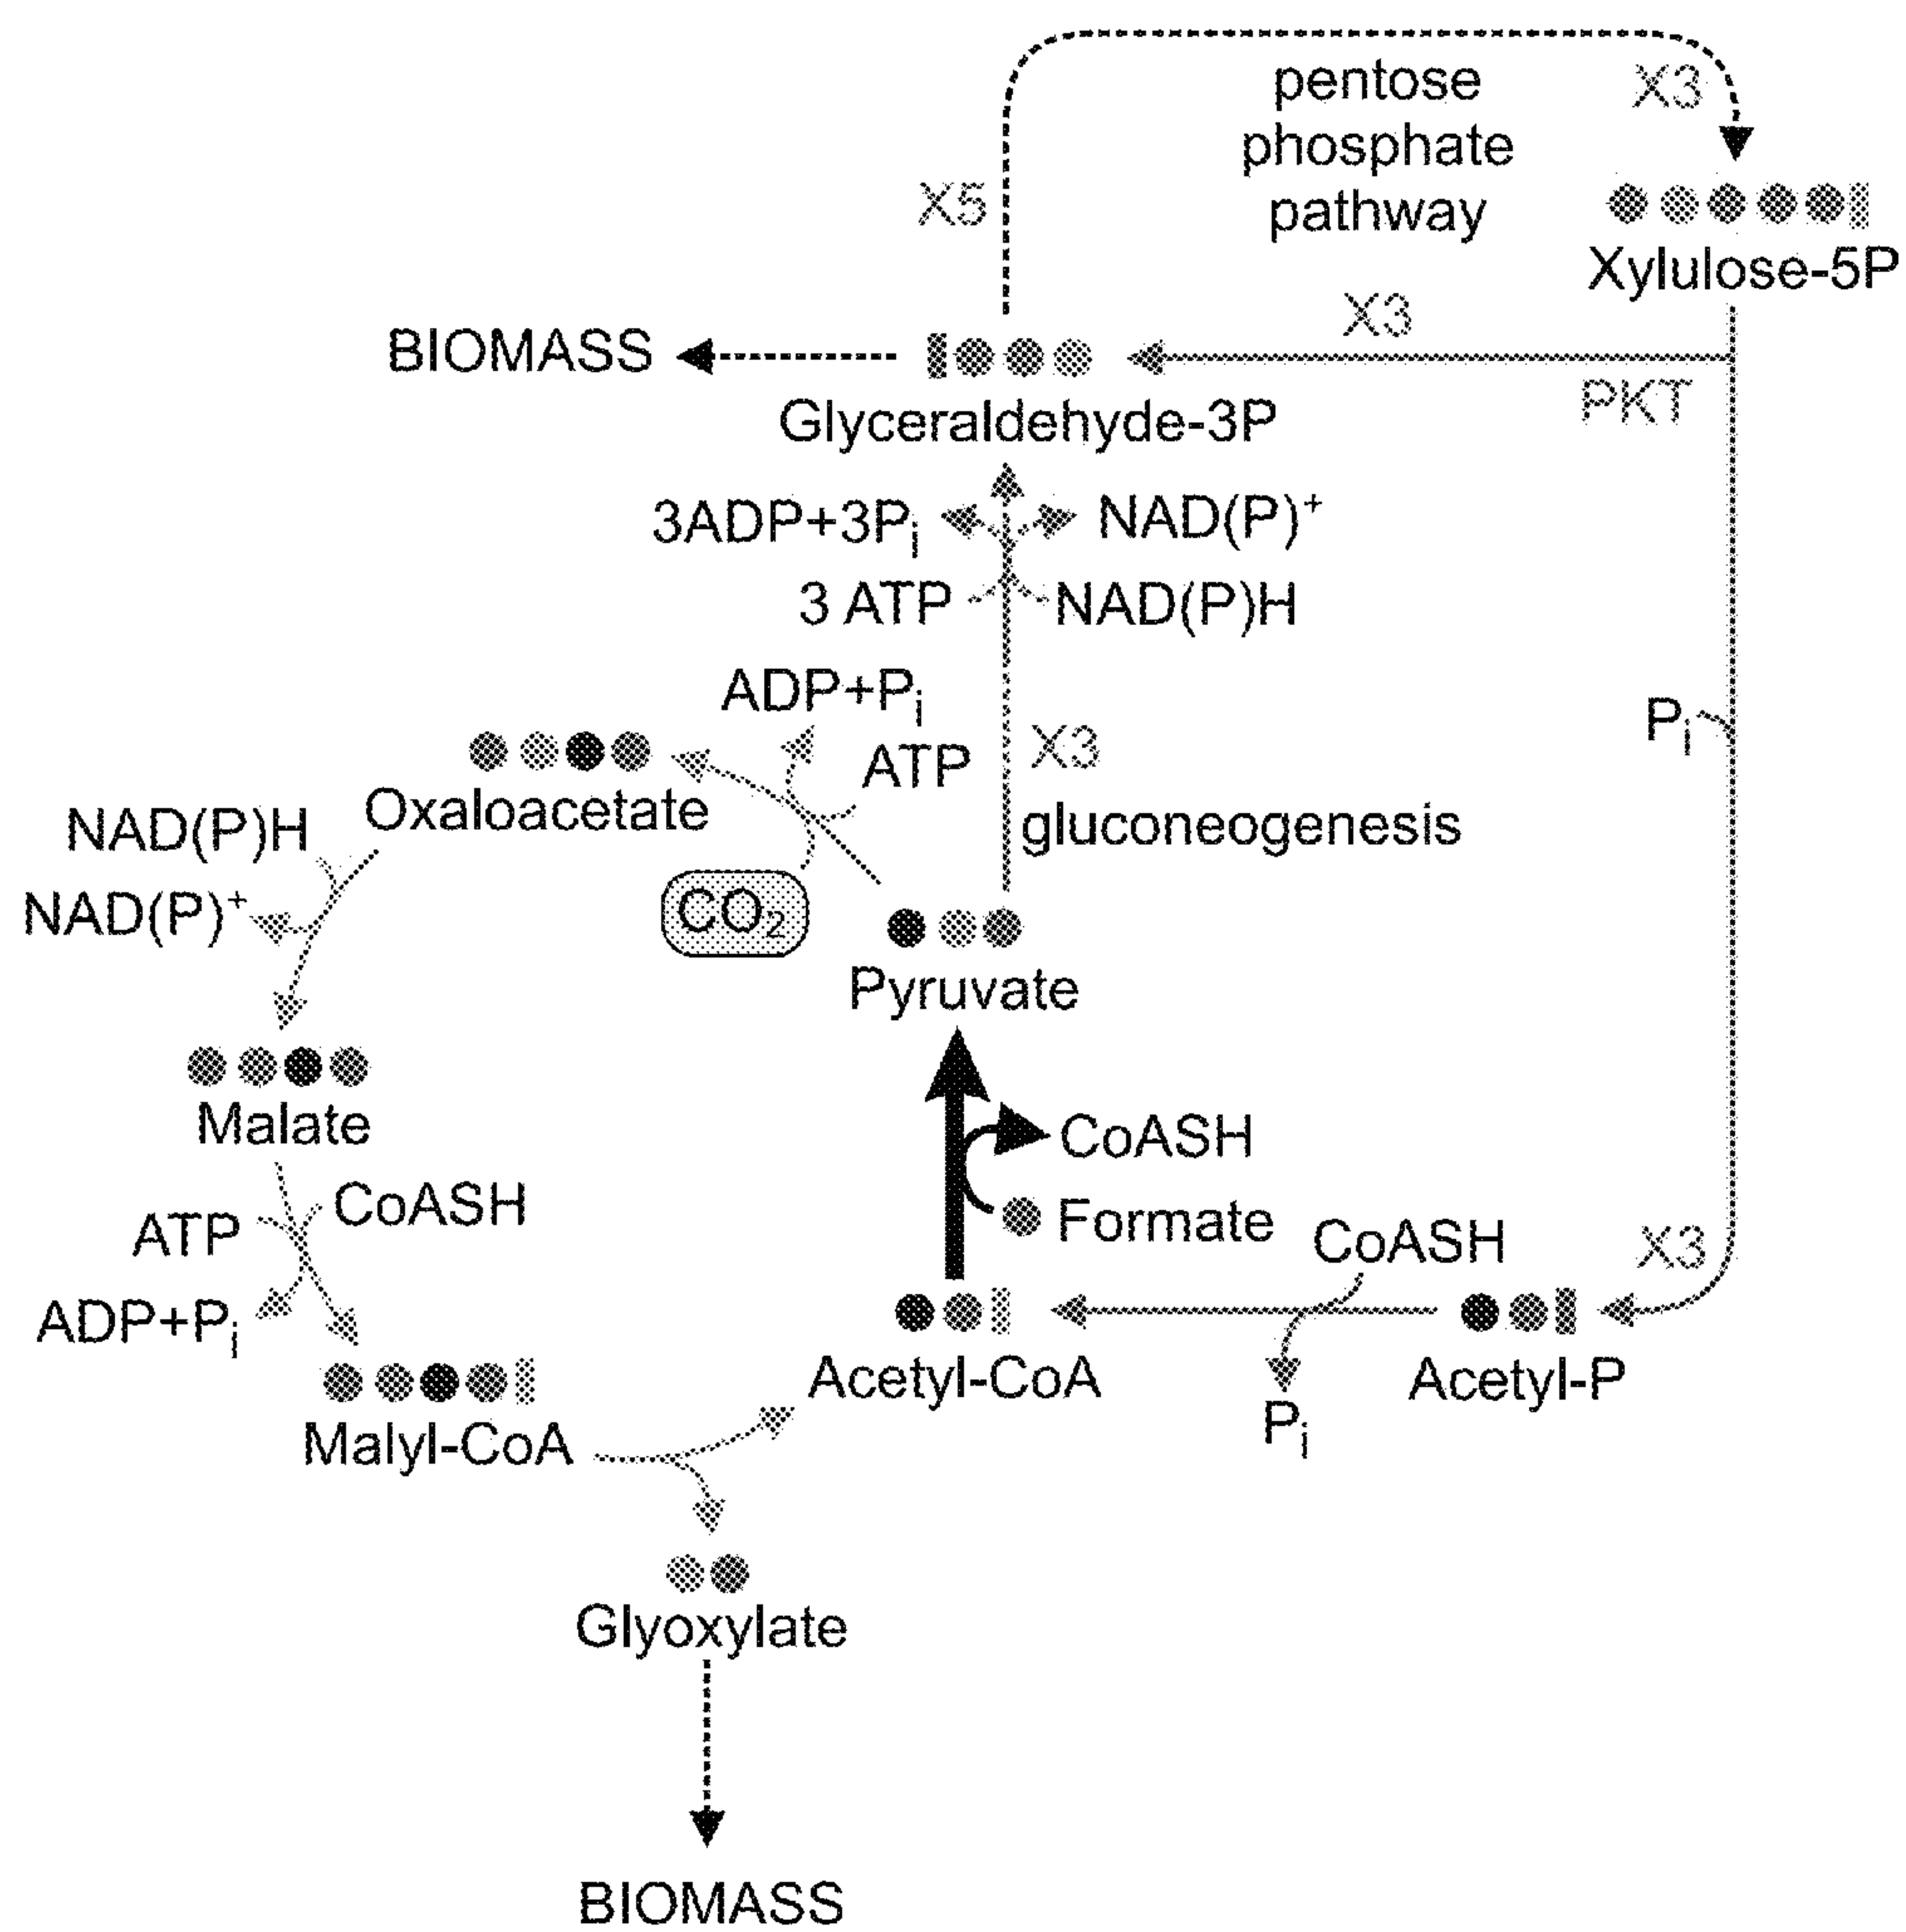 pentose
phosphate
pathway
X3
X5
Xylulose-5P
X3
BIOMASS
PKT
Glyceraldehyde-3P
3ADP+3Pi
NAD(P)+
3 ATP
NAD(P)H
ADP+Pi
Pi
ATP
X3
Oxaloacetate
gluconeogenesis
NAD(P)H
NAD(P)+
CO2
Pyruvate
Malate
CoASH
CoASH
ATP
Formate
CoASH
X3
ADP+Pi
Acetyl-CoA
Acetyl-P
Pi
Malyl-CoA
Glyoxylate
BIOMASS